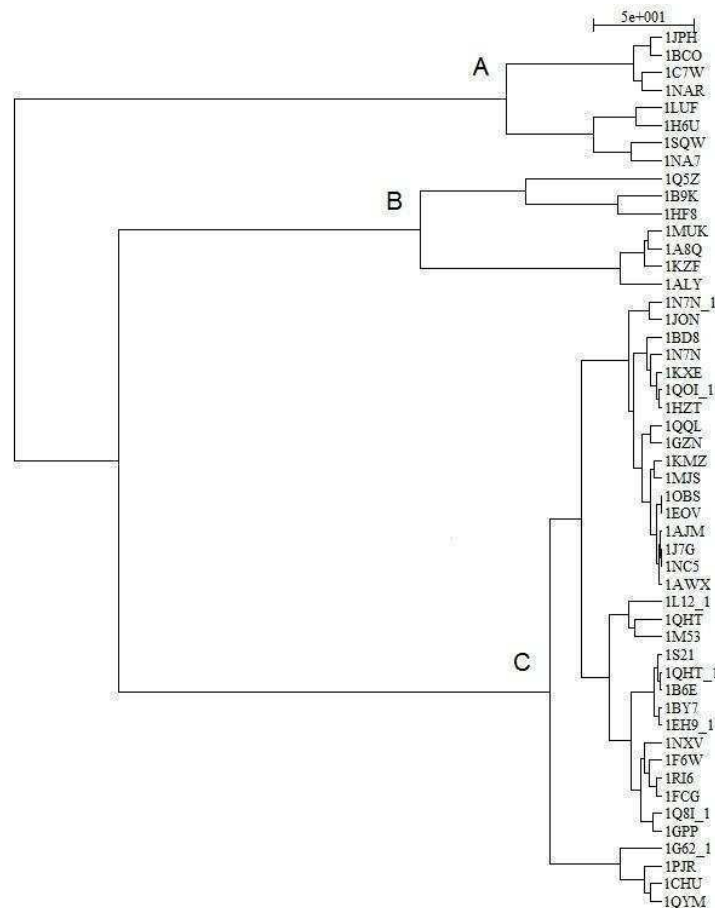 5e+001
1JPH
1BCO
1C7W
A
1NAR
1LUF
1H6U
1SQW
1NA7
1Q5Z
B
1B9K
1HF8
1MUK
1A8Q
1KZF
1ALY
1N7N_1
1JON
1BD8
1N7N
1KXE
1QOI_1
1HZT
1QQL
1GZN
1KMZ
1MJS
1OBS
1EOV
1AJM
1J7G
1NC5
1AWX
1L12_1
1QHT
1M53
C
1S21
1QHT_1
1B6E
1BY7
1EH9_1
1NXV
1F6W
1RI6
1FCG
1Q8I_1
1GPP
1G62_1
1PJR
1CHU
1QYM